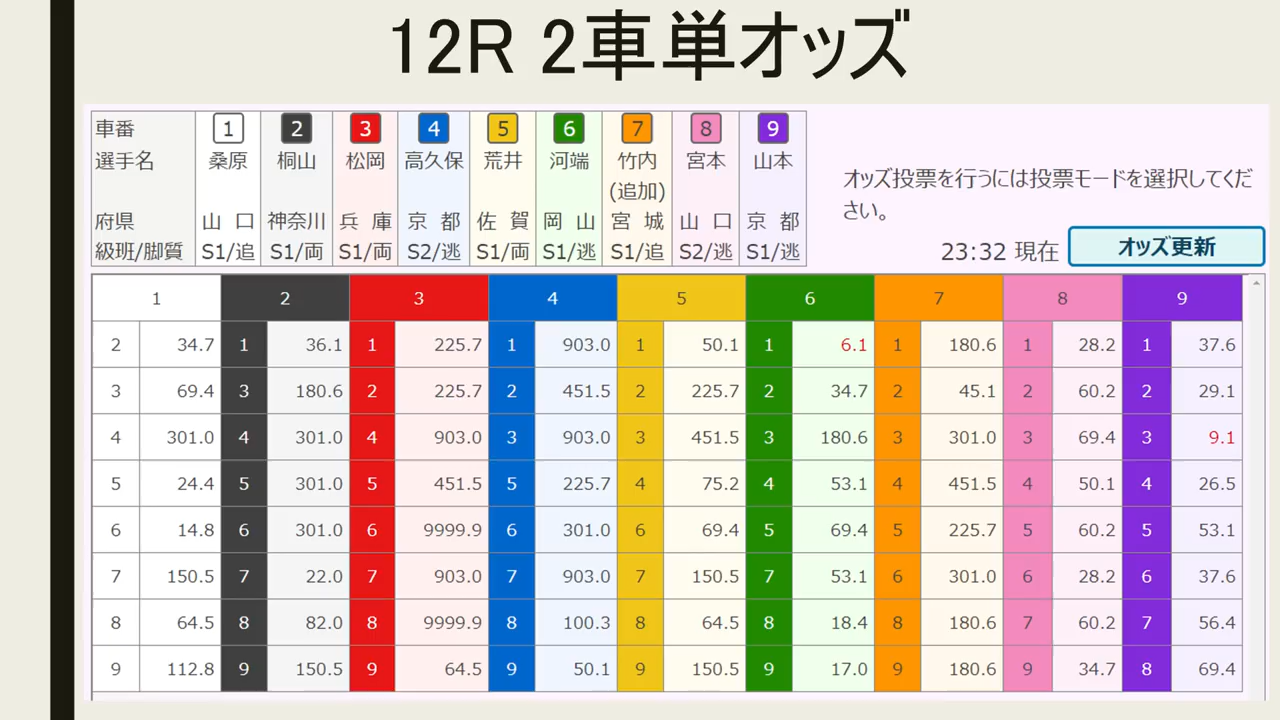 12R 2車単オッズ
車番 1 2 3 4 5 6 7 8 9
選手名 桑原 桐山 松岡 高久保 荒井 河端 竹内 宮本 山本
(追加)
府県 山口 神奈川 兵庫 京都 佐賀 岡山 宮城 山口 京都
級班/脚質 S1/追 S1/両 S1/両 S2/逃 S1/両 S1/逃 S1/追 S2/逃 S1/逃
オッズ投票を行うには投票モードを選択してくだ
さい。
23:32 現在 オッズ更新
1 2 3 4 5 6 7 8 9
2 34.7 1 36.1 1 225.7 1 903.0 1 50.1 1 6.1 1 180.6 1 28.2 1 37.6
3 69.4 3 180.6 2 225.7 2 451.5 2 225.7 2 34.7 2 45.1 2 60.2 2 29.1
4 301.0 4 301.0 4 903.0 3 903.0 3 451.5 3 180.6 3 301.0 3 69.4 3 9.1
5 24.4 5 301.0 5 451.5 5 225.7 4 75.2 4 53.1 4 451.5 4 50.1 4 26.5
6 14.8 6 301.0 6 9999.9 6 301.0 6 69.4 5 69.4 5 225.7 5 60.2 5 53.1
7 150.5 7 22.0 7 903.0 7 903.0 7 150.5 7 53.1 6 301.0 6 28.2 6 37.6
8 64.5 8 82.0 8 9999.9 8 100.3 8 64.5 8 18.4 8 180.6 7 60.2 7 56.4
9 112.8 9 150.5 9 64.5 9 50.1 9 150.5 9 17.0 9 180.6 9 34.7 8 69.4